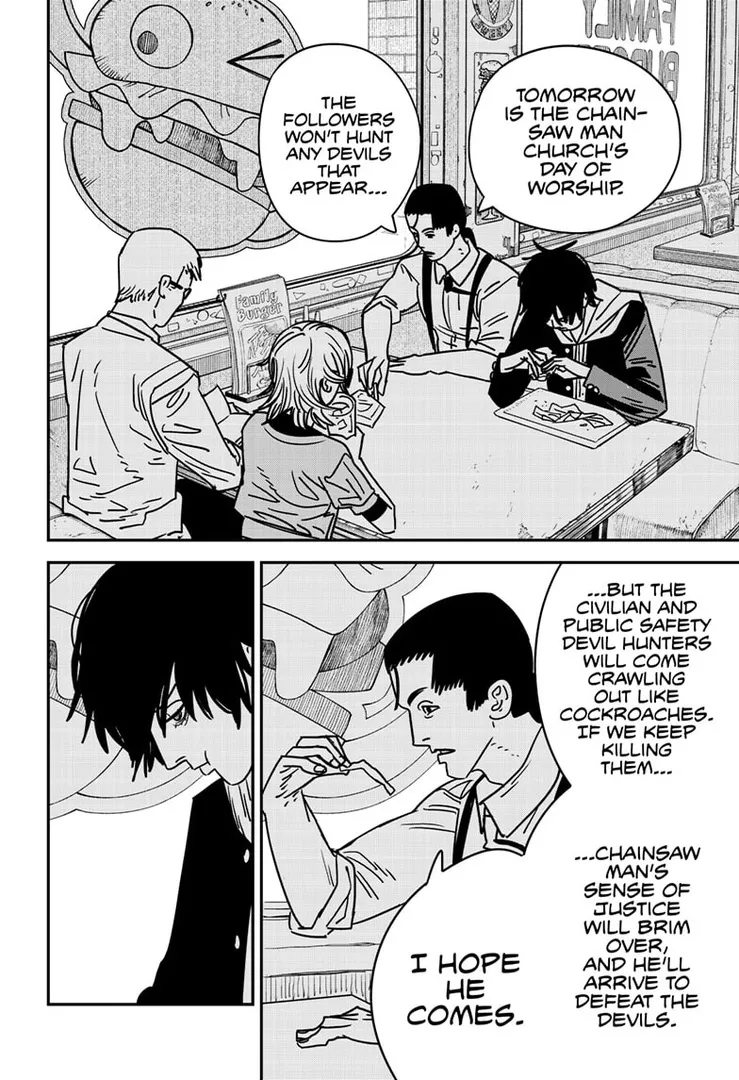 FAMILY
TOMORROW
IS THE CHAIN-
SAW MAN
CHURCH'S
DAY OF
WORSHIP.
THE
FOLLOWERS
WON'T HUNT
ANY DEVILS
THAT
APPEAR...
Family
Burger
...BUT THE
CIVILIAN AND
PUBLIC SAFETY
DEVIL HUNTERS
WILL COME
CRAWLING
OUT LIKE
COCKROACHES.
IF WE KEEP
KILLING
THEM...
...CHAINSAW
MAN'S
SENSE OF
JUSTICE
WILL BRIM
OVER,
AND HE'LL
ARRIVE TO
DEFEAT THE
DEVILS.
I HOPE
HE
COMES.